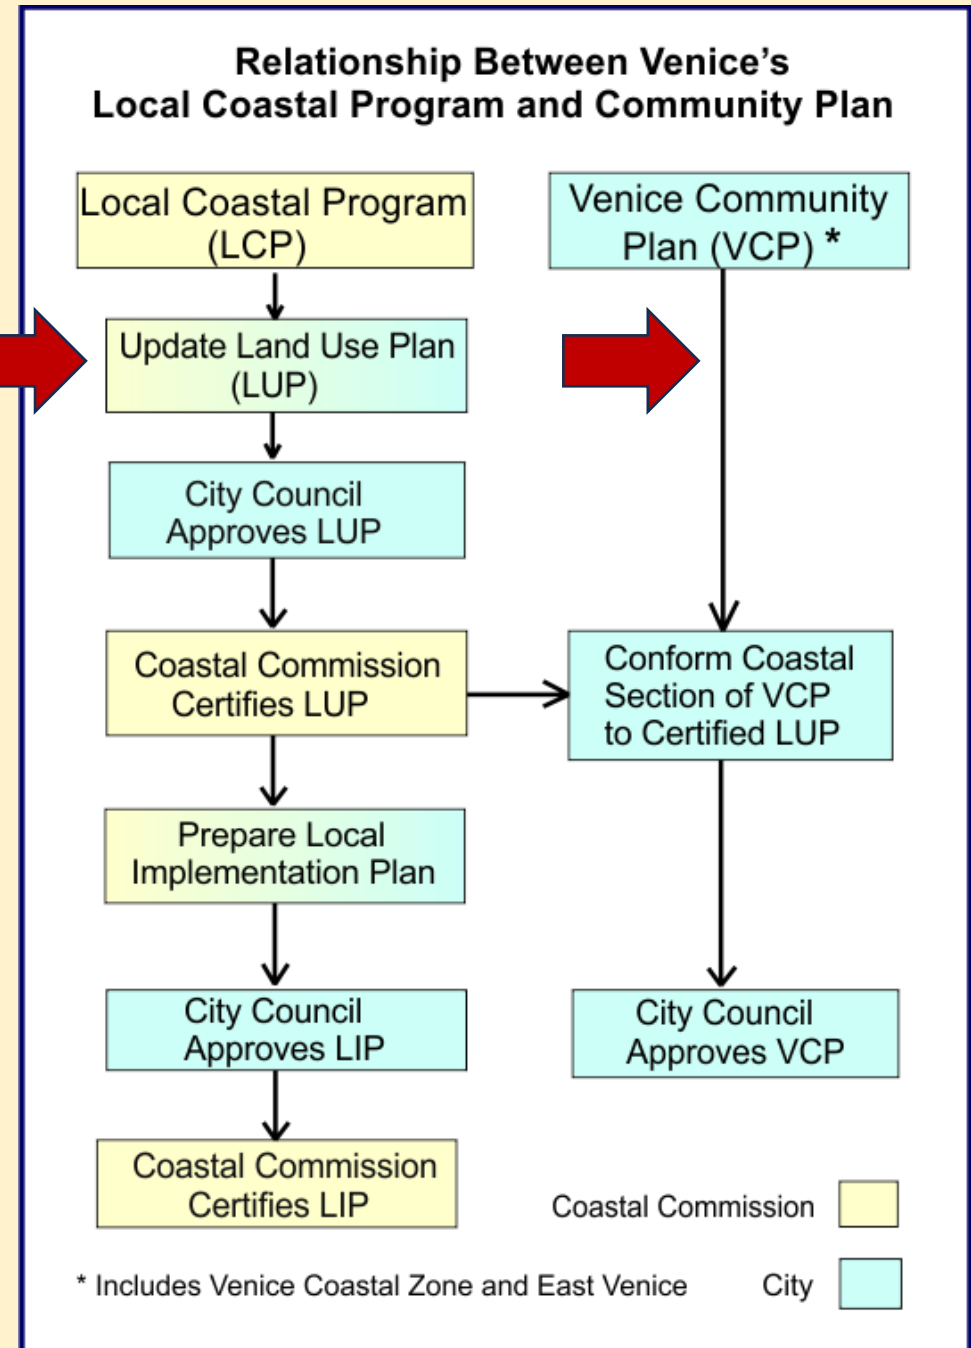 Relationship Between Venice's
Local Coastal Program and Community Plan
Local Coastal Program
(LCP)
Venice Community
Plan (VCP) *
Update Land Use Plan
(LUP)
City Council
Approves LUP
Coastal Commission
Certifies LUP
Conform Coastal
Section of VCP
to Certified LUP
Prepare Local
Implementation Plan
City Council
Approves LIP
City Council
Approves VCP
Coastal Commission
Certifies LIP
Coastal Commission
* Includes Venice Coastal Zone and East Venice
City